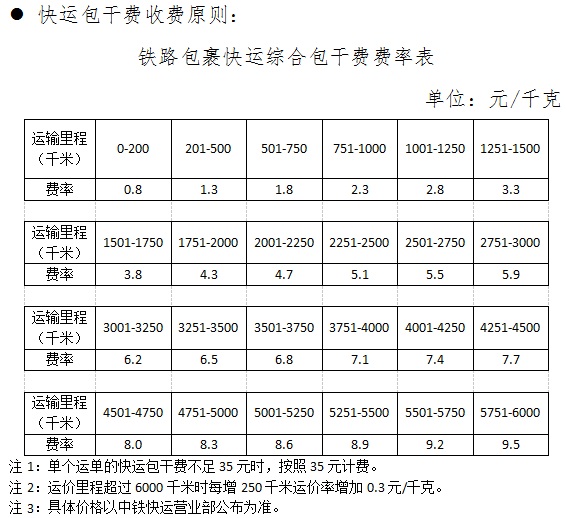 ● 快运包干费收费原则：
铁路包裹快运综合包干费费率表
单位：元/千克
运输里程（千米） 0-200 201-500 501-750 751-1000 1001-1250 1251-1500
费率 0.8 1.3 1.8 2.3 2.8 3.3
运输里程（千米） 1501-1750 1751-2000 2001-2250 2251-2500 2501-2750 2751-3000
费率 3.8 4.3 4.7 5.1 5.5 5.9
运输里程（千米） 3001-3250 3251-3500 3501-3750 3751-4000 4001-4250 4251-4500
费率 6.2 6.5 6.8 7.1 7.4 7.7
运输里程（千米） 4501-4750 4751-5000 5001-5250 5251-5500 5501-5750 5751-6000
费率 8.0 8.3 8.6 8.9 9.2 9.5
注 1：单个运单的快运包干费不足 35 元时，按照 35 元计费。
注 2：运价里程超过 6000 千米时每增 250 千米运价率增加 0.3 元/千克。
注 3：具体价格以中铁快运营业部公布为准。